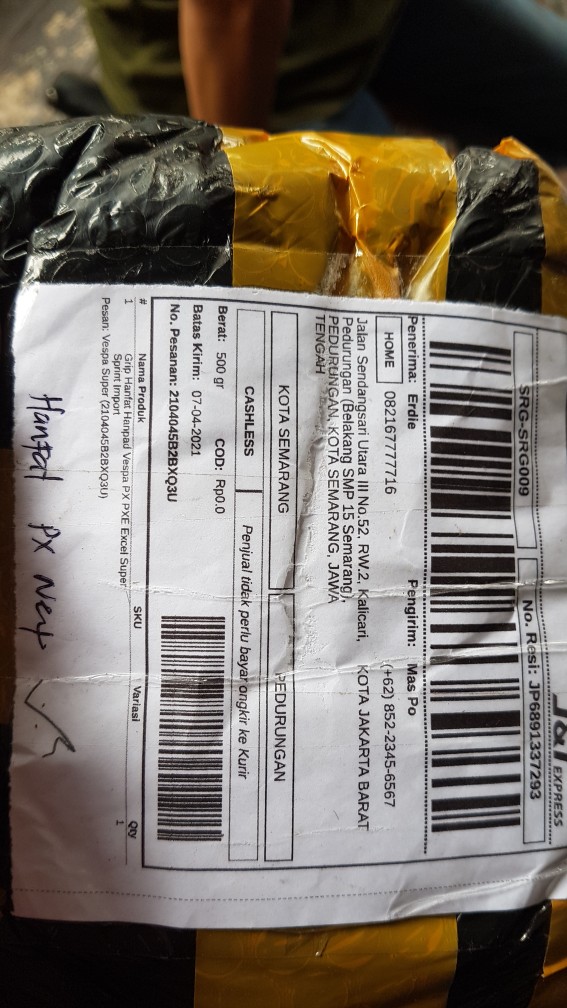 J&T EXPRESS
SRG-SRG009
No. Resi: JP6891337293
Penerima: Erdie
Pengirim: Mas Po
HOME
082167777716
(+62) 852-2345-6567
Jalan Sendangsari Utara III No.52, RW.2, Kalicari,
Pedurungan (Belakang SMP 15 Semarang),
PEDURUNGAN, KOTA SEMARANG, JAWA
TENGAH
KOTA JAKARTA BARAT
KOTA SEMARANG
PEDURUNGAN
CASHLESS
Penjual tidak perlu bayar ongkir ke Kurir
Berat: 500 gr
COD: Rp0.0
Batas Kirim: 07-04-2021
No. Pesanan: 2104045B2BXQ3U
# Nama Produk SKU Variasi Qty
1 Grip Hanfat Hanpad Vespa PX PXE Excel Super 1
Sprint Import
Pesan: Vespa Super (2104045B2BXQ3U)
Hanfat PX New